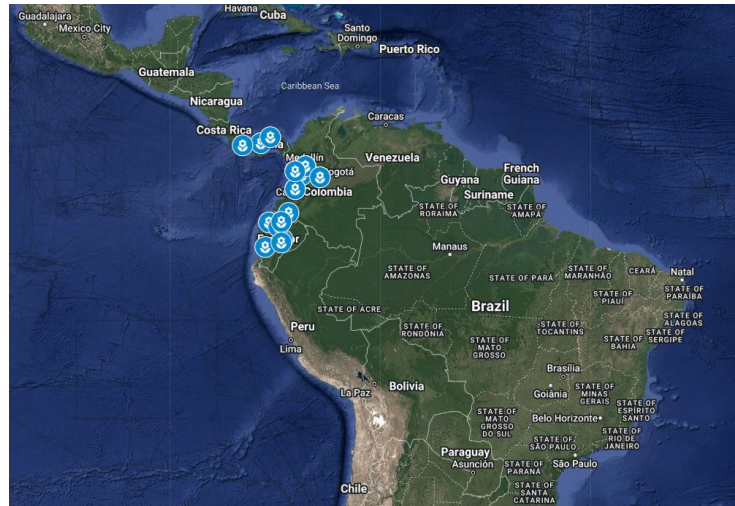 Havana
Cuba
Guadalajara
Mexico City
Santo
Domingo
Puerto Rico
Guatemala
Caribbean Sea
Nicaragua
Caracas
Costa Rica
Medellín
Venezuela
French
Guiana
Guyana
Suriname
Colombia
STATE OF
RORAIMA
STATE OF
AMAPÁ
Manaus
STATE OF
AMAZONAS
STATE OF PARÁ
STATE OF
MARANHÃO
CEARÁ
Natal
STATE OF
PIAUÍ
STATE OF
PARAÍBA
STATE OF ACRE
Brazil
STATE OF
ALAGOAS
Peru
STATE OF
RONDÔNIA
STATE OF
TOCANTINS
STATE OF
SERGIPE
STATE OF
BAHIA
Lima
STATE OF
MATO
GROSSO
Brasília
La Paz
Bolivia
Goiânia
STATE OF
MINAS
GERAIS
STATE OF
ESPÍRITO
SANTO
STATE OF
MATO
GROSSO
DO SUL
Belo Horizonte
STATE OF
RIO DE
JANEIRO
STATE OF
SÃO PAULO
Paraguay
Asunción
STATE OF
PARANÁ
São Paulo
Chile
STATE OF
SANTA
CATARINA